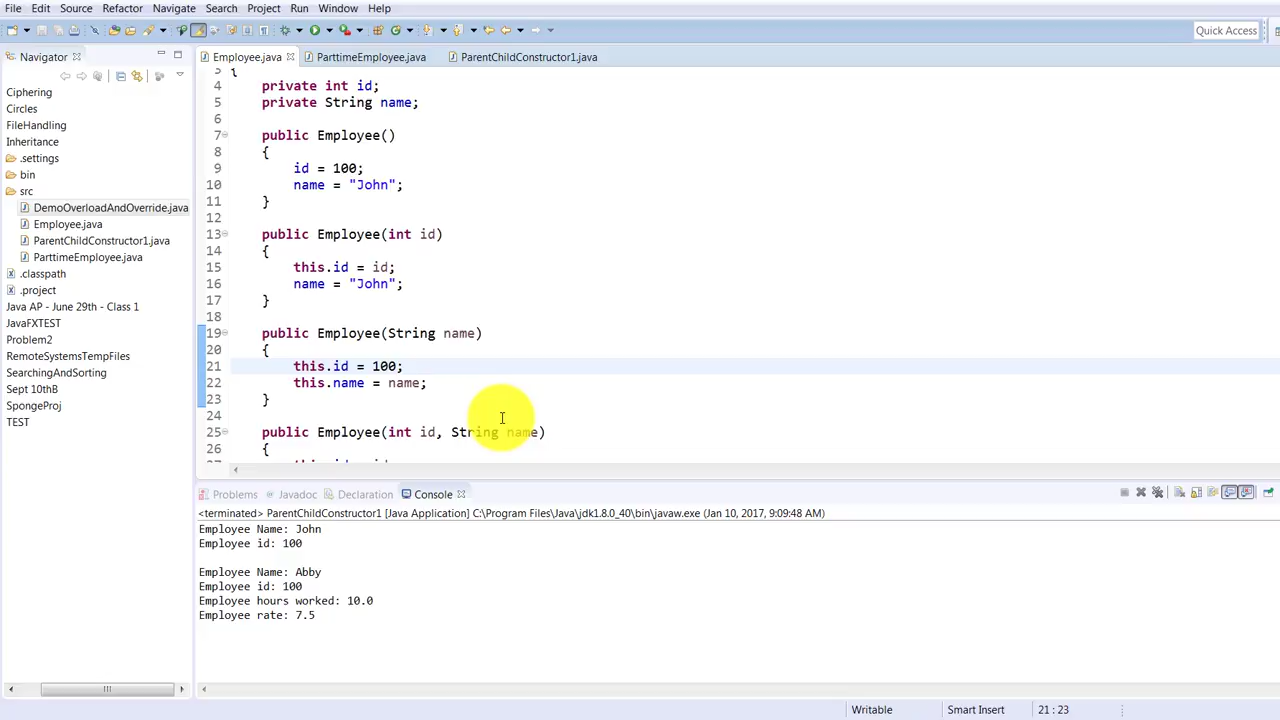 File Edit Source Refactor Navigate Search Project Run Window Help
Quick Access
Navigator
Employee.java ParttimeEmployee.java ParentChildConstructor1.java
Ciphering
Circles
FileHandling
Inheritance
.settings
bin
src
DemoOverloadAndOverride.java
Employee.java
ParentChildConstructor1.java
ParttimeEmployee.java
.classpath
.project
Java AP - June 29th - Class 1
JavaFXTEST
Problem2
RemoteSystemsTempFiles
SearchingAndSorting
Sept 10thB
SpongeProj
TEST
3 {
4 private int id;
5 private String name;
6
7 public Employee()
8 {
9 id = 100;
10 name = "John";
11 }
12
13 public Employee(int id)
14 {
15 this.id = id;
16 name = "John";
17 }
18
19 public Employee(String name)
20 {
21 this.id = 100;
22 this.name = name;
23 }
24
25 public Employee(int id, String name)
26 {
Problems Javadoc Declaration Console
<terminated> ParentChildConstructor1 [Java Application] C:\Program Files\Java\jdk1.8.0_40\bin\javaw.exe (Jan 10, 2017, 9:09:48 AM)
Employee Name: John
Employee id: 100
Employee Name: Abby
Employee id: 100
Employee hours worked: 10.0
Employee rate: 7.5
Writable Smart Insert 21 : 23